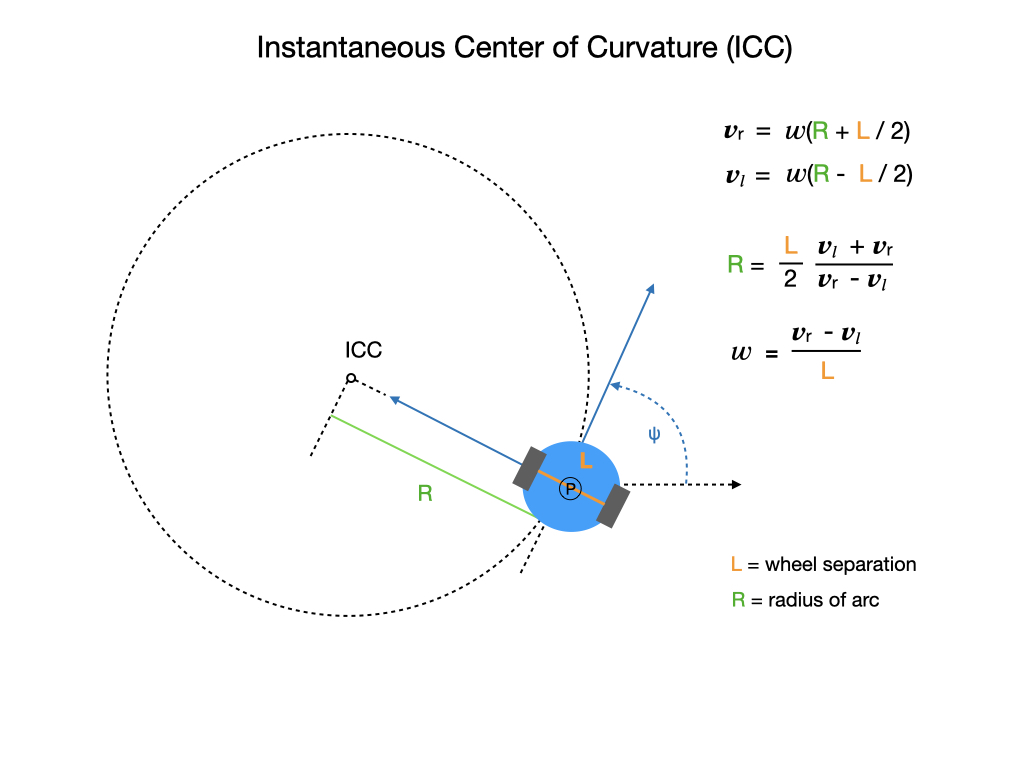 Instantaneous Center of Curvature (ICC)
vr = w(R + L / 2)
vl = w(R - L / 2)
R = L/2 (vl + vr)/(vr - vl)
w = (vr - vl)/L
ICC
ψ
L
P
R
L = wheel separation
R = radius of arc